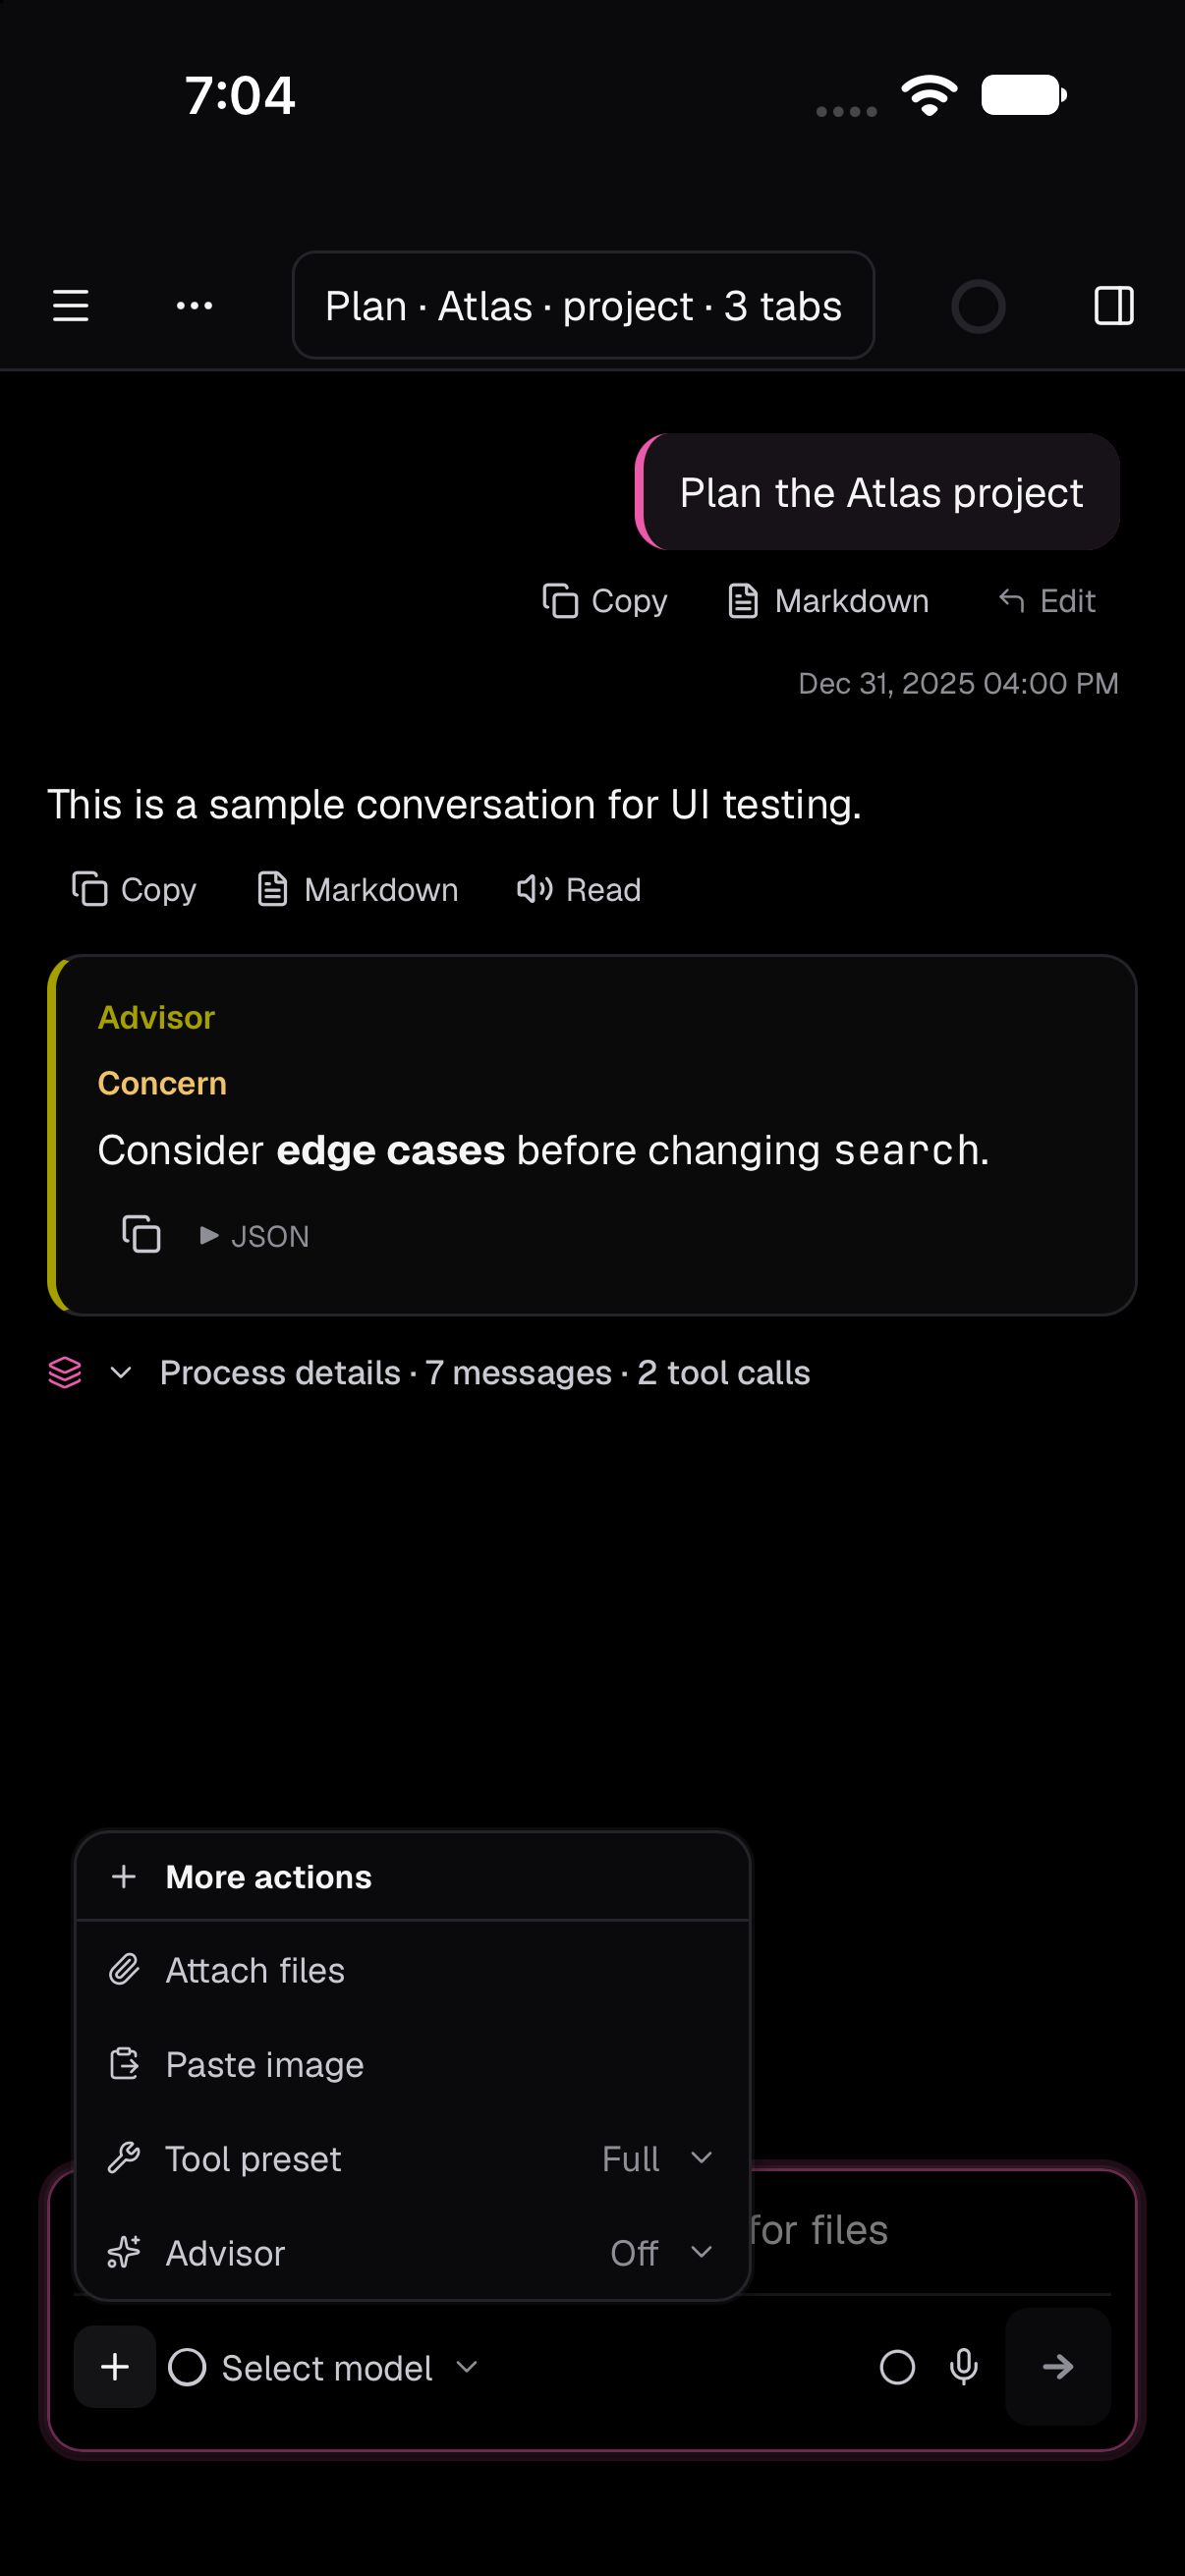 7:04
Plan · Atlas · project · 3 tabs
Plan the Atlas project
Copy Markdown Edit
Dec 31, 2025 04:00 PM
This is a sample conversation for UI testing.
Copy Markdown Read
Advisor
Concern
Consider edge cases before changing search.
JSON
Process details · 7 messages · 2 tool calls
More actions
Attach files
Paste image
Tool preset Full
for files
Advisor Off
Select model